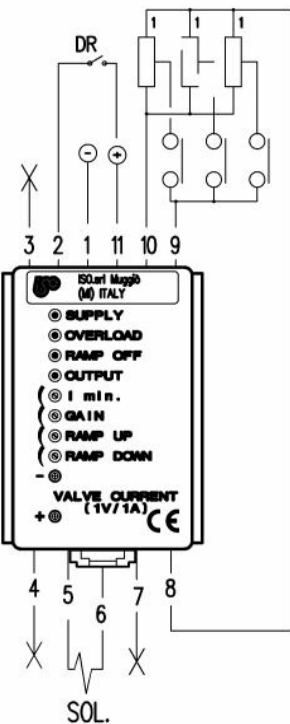 1 1 1
DR
- +
3 2 1 11 10 9
ISO.srl Muggiò
(M) ITALY
SUPPLY
OVERLOAD
RAMP OFF
OUTPUT
I min.
GAIN
RAMP UP
RAMP DOWN
-
VALVE CURRENT
+ (1V/1A) CE
4 5 6 7 8
SOL.